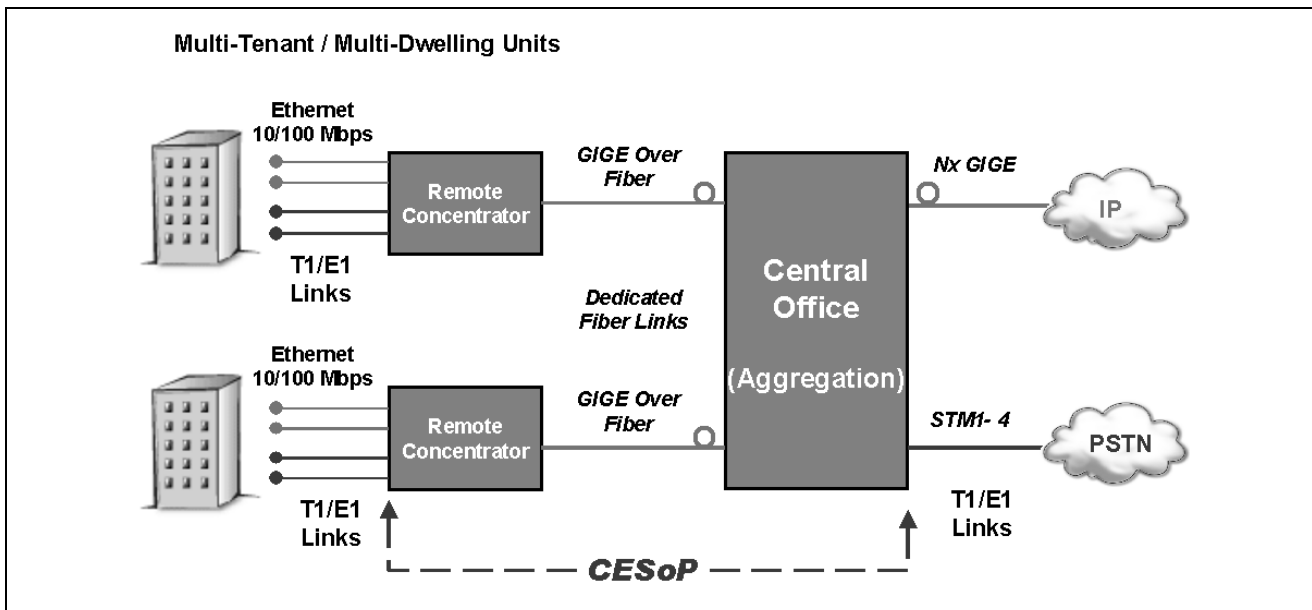 Multi-Tenant / Multi-Dwelling Units
Ethernet
10/100 Mbps
T1/E1
Links
Remote
Concentrator
GIGE Over
Fiber
Nx GIGE
IP
Central
Office
(Aggregation)
Dedicated
Fiber Links
Ethernet
10/100 Mbps
T1/E1
Links
Remote
Concentrator
GIGE Over
Fiber
STM1- 4
PSTN
T1/E1
Links
CESoP